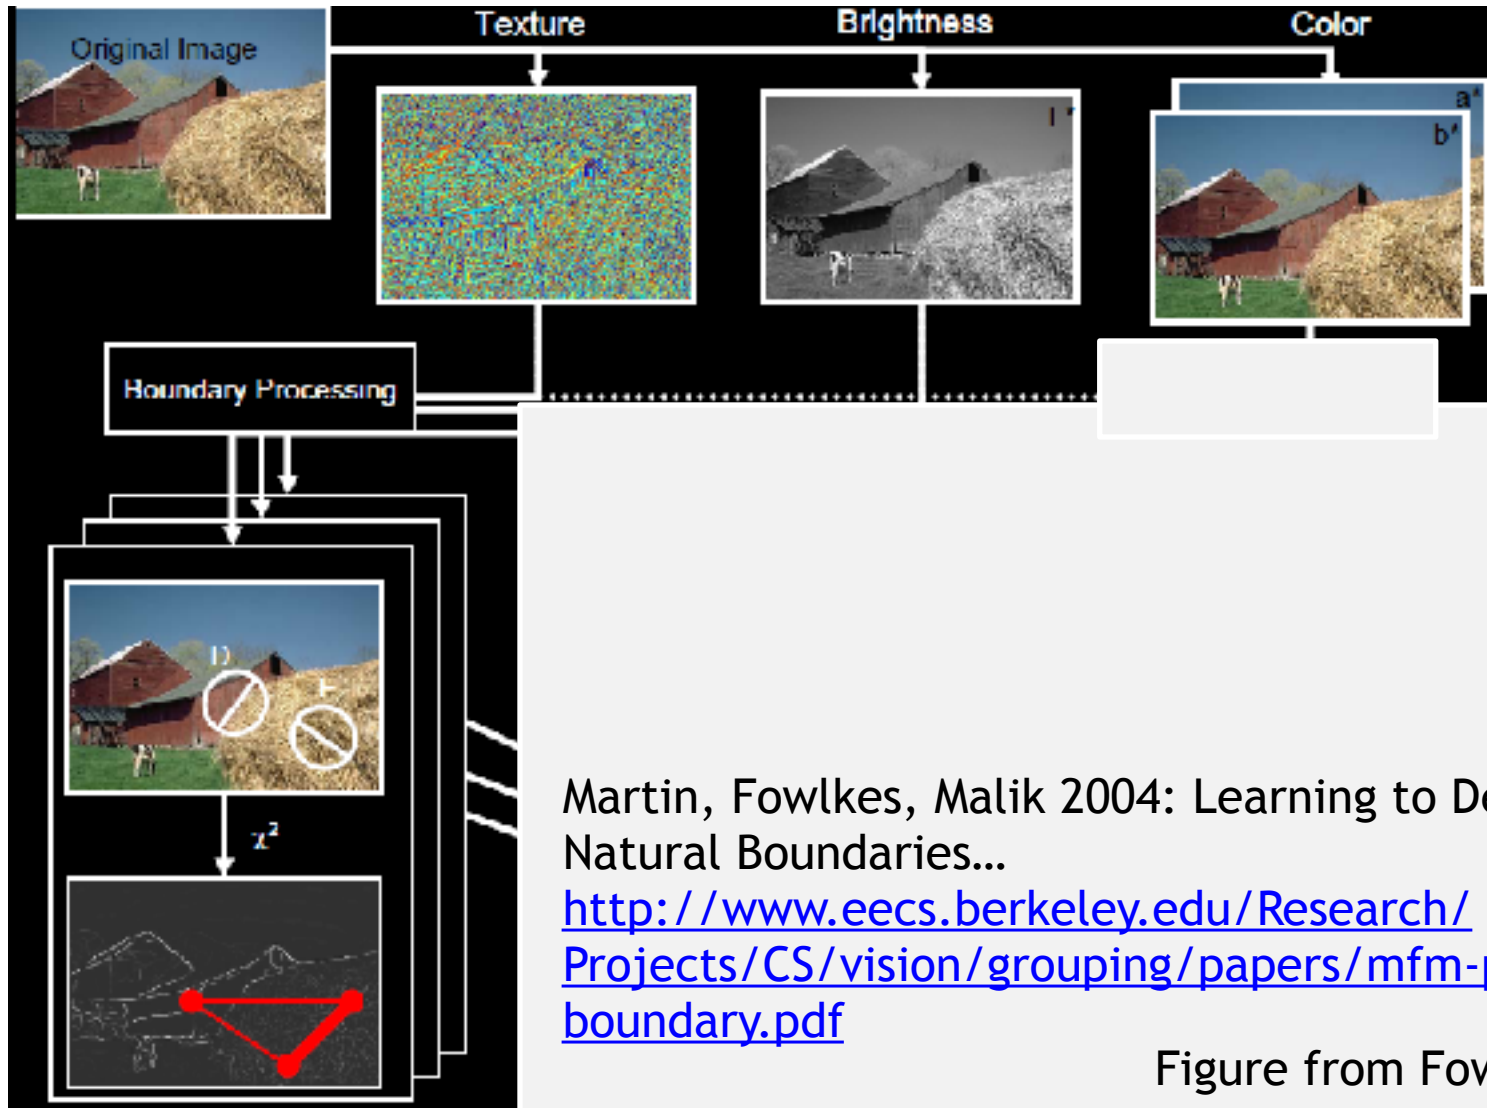 Texture
Brightness
Color
Original Image
a*
b*
Boundary Processing
χ²
Martin, Fowlkes, Malik 2004: Learning to De
Natural Boundaries…
http://www.eecs.berkeley.edu/Research/
Projects/CS/vision/grouping/papers/mfm-p
boundary.pdf
Figure from Fow